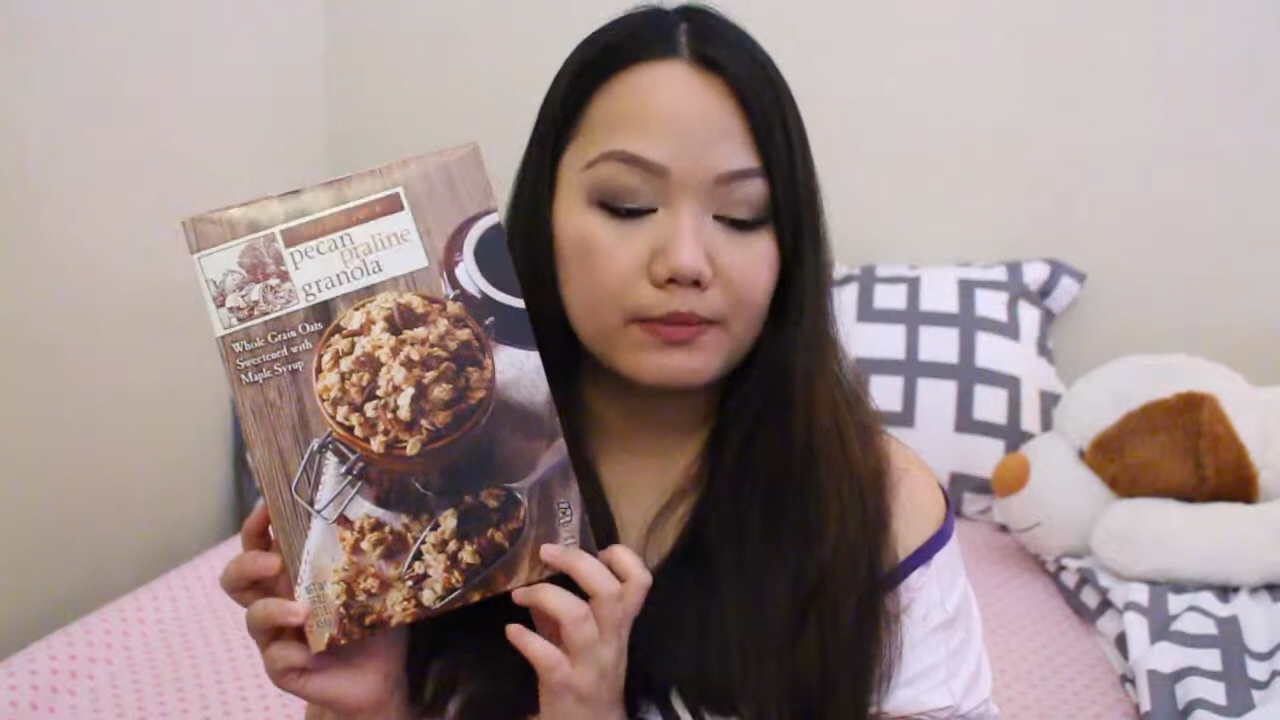 pecan
praline
granola
Whole Grain Oats
Sweetened with
Maple Syrup